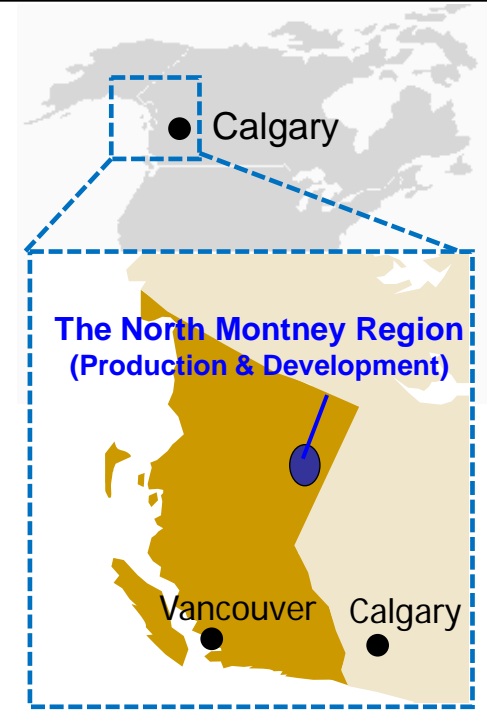 Calgary
The North Montney Region
(Production & Development)
Vancouver
Calgary